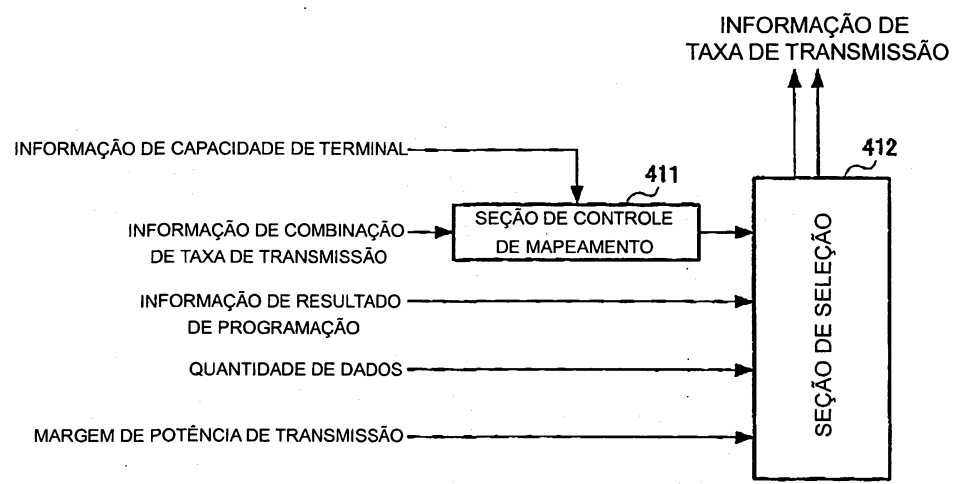 INFORMAÇÃO DE
TAXA DE TRANSMISSÃO
INFORMAÇÃO DE CAPACIDADE DE TERMINAL
411
412
SEÇÃO DE CONTROLE
DE MAPEAMENTO
INFORMAÇÃO DE COMBINAÇÃO
DE TAXA DE TRANSMISSÃO
INFORMAÇÃO DE RESULTADO
DE PROGRAMAÇÃO
QUANTIDADE DE DADOS
MARGEM DE POTÊNCIA DE TRANSMISSÃO
SEÇÃO DE SELEÇÃO